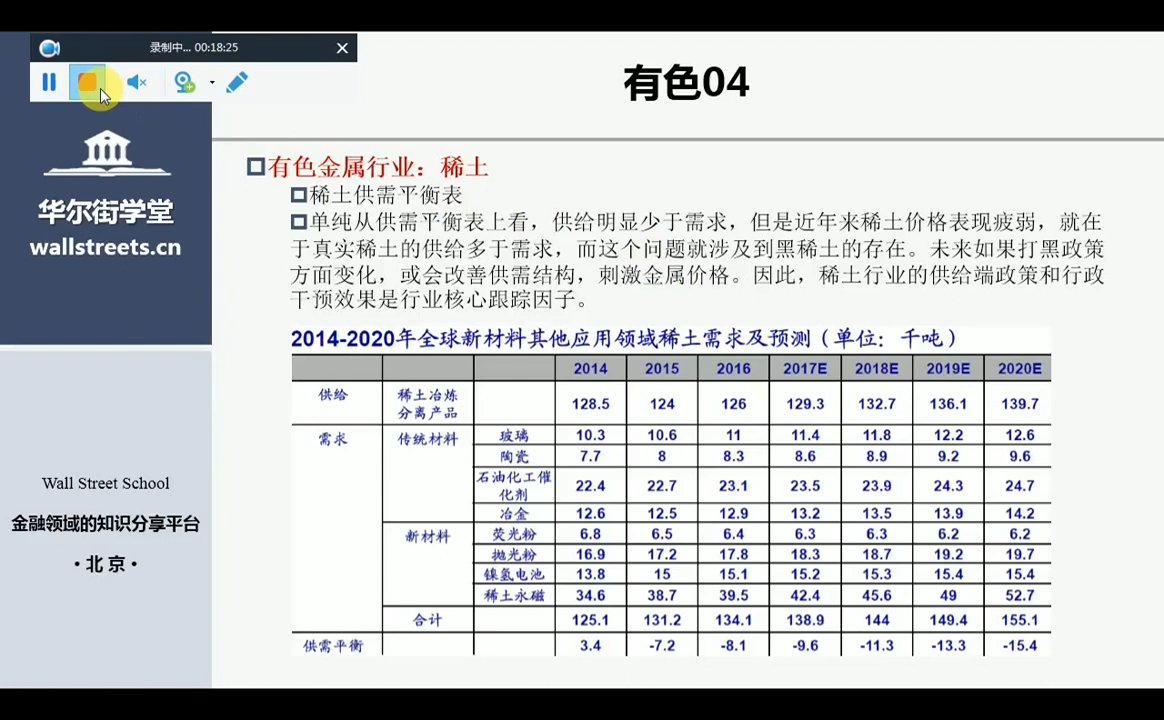 录制中... 00:18:25
有色04
华尔街学堂
wallstreets.cn
Wall Street School
金融领域的知识分享平台
·北京·
有色金属行业：稀土
稀土供需平衡表
单纯从供需平衡表上看，供给明显少于需求，但是近年来稀土价格表现疲弱，就在
于真实稀土的供给多于需求，而这个问题就涉及到黑稀土的存在。未来如果打黑政策
方面变化，或会改善供需结构，刺激金属价格。因此，稀土行业的供给端政策和行政
干预效果是行业核心跟踪因子。
2014-2020年全球新材料其他应用领域稀土需求及预测（单位：千吨）
2014 2015 2016 2017E 2018E 2019E 2020E
供给 稀土冶炼分离产品 128.5 124 126 129.3 132.7 136.1 139.7
需求 传统材料 玻璃 10.3 10.6 11 11.4 11.8 12.2 12.6
陶瓷 7.7 8 8.3 8.6 8.9 9.2 9.6
石油化工催化剂 22.4 22.7 23.1 23.5 23.9 24.3 24.7
冶金 12.6 12.5 12.9 13.2 13.5 13.9 14.2
新材料 荧光粉 6.8 6.5 6.4 6.3 6.3 6.2 6.2
抛光粉 16.9 17.2 17.8 18.3 18.7 19.2 19.7
镍氢电池 13.8 15 15.1 15.2 15.3 15.4 15.4
稀土永磁 34.6 38.7 39.5 42.4 45.6 49 52.7
合计 125.1 131.2 134.1 138.9 144 149.4 155.1
供需平衡 3.4 -7.2 -8.1 -9.6 -11.3 -13.3 -15.4